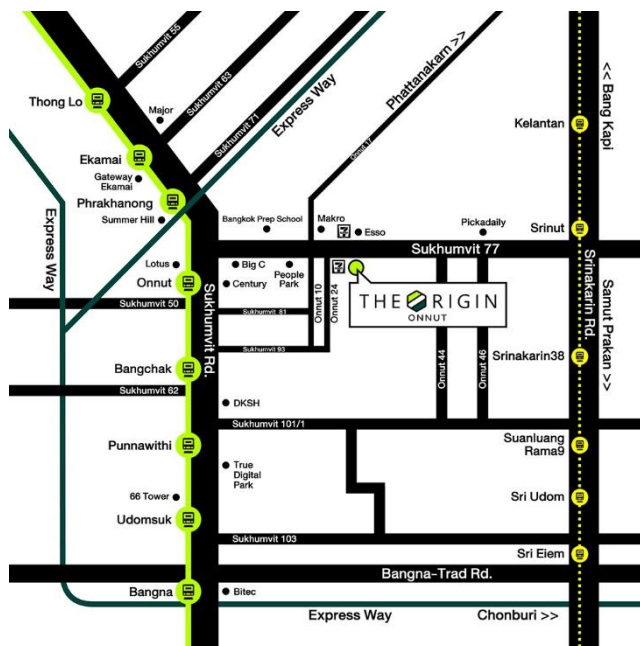 Sukhumvit 55
Sukhumvit 63
Sukhumvit 71
Express Way
Phattanakarn >>
<< Bang Kapi
Thong Lo
Major
Kelantan
Ekamai
Gateway
Ekamai
Onnut 17
Phrakhanong
Summer Hill
Express Way
Bangkok Prep School
Makro
Esso
Pickadaily
Srinut
Sukhumvit 77
Srinakarin Rd.
Lotus
Big C
Century
People
Park
Onnut
Sukhumvit Rd.
Onnut 10
Onnut 24
THE ORIGIN
ONNUT
Sukhumvit 50
Sukhumvit 81
Samut Prakan >>
Sukhumvit 93
Onnut 44
Onnut 46
Srinakarin38
Bangchak
Sukhumvit 62
DKSH
Sukhumvit 101/1
Punnawithi
Suanluang
Rama9
True
Digital
Park
66 Tower
Sri Udom
Udomsuk
Sukhumvit 103
Sri Eiem
Bangna-Trad Rd.
Bangna
Bitec
Express Way
Chonburi >>